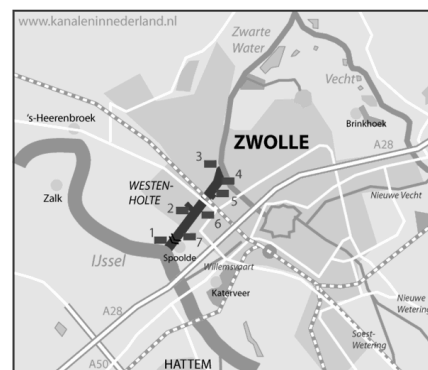 www.kanaleninnederland.nl
Zwarte
Water
Vecht
's-Heerenbroek
Brinkhoek
ZWOLLE
A28
3
4
WESTEN-
HOLTE
Zalk
5
Nieuwe Vecht
2
6
1
7
Spoolde
IJssel
Willemsvaart
Katerveer
A28
Nieuwe
Wetering
Soest-
Wetering
A50
HATTEM